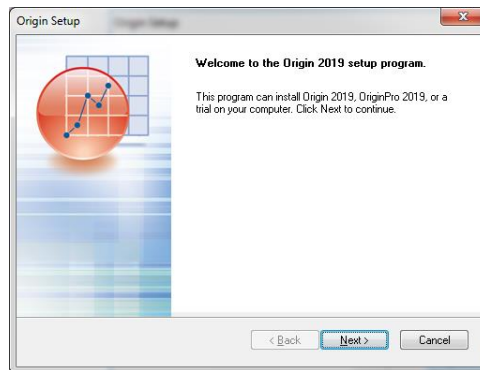 Origin Setup
Welcome to the Origin 2019 setup program.
This program can install Origin 2019, OriginPro 2019, or a
trial on your computer. Click Next to continue.
< Back
Next >
Cancel